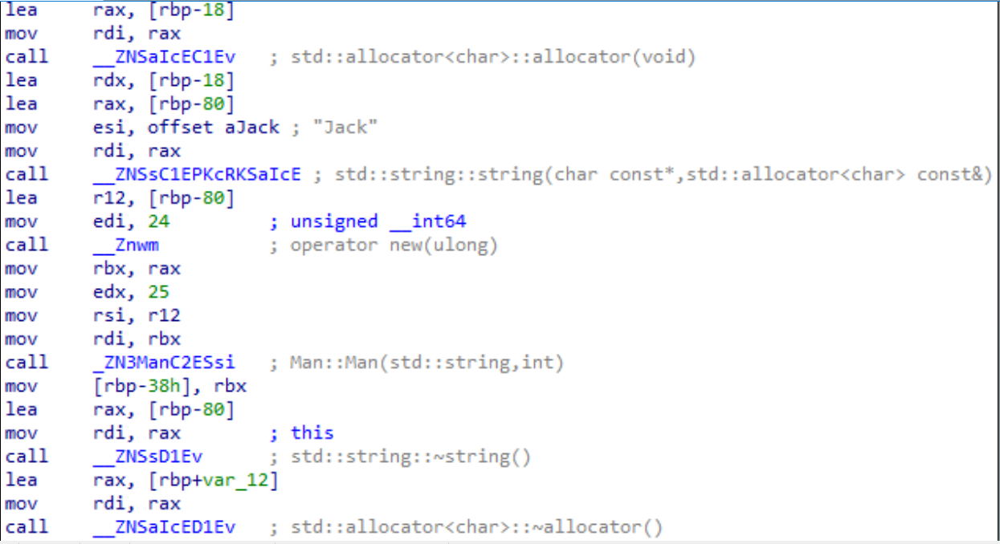 lea rax, [rbp-18]
mov rdi, rax
call __ZNSaIcEC1Ev ; std::allocator<char>::allocator(void)
lea rdx, [rbp-18]
lea rax, [rbp-80]
mov esi, offset aJack ; "Jack"
mov rdi, rax
call __ZNSsC1EPKcRKSaIcE ; std::string::string(char const*,std::allocator<char> const&)
lea r12, [rbp-80]
mov edi, 24 ; unsigned __int64
call __Znwm ; operator new(ulong)
mov rbx, rax
mov edx, 25
mov rsi, r12
mov rdi, rbx
call _ZN3ManC2ESsi ; Man::Man(std::string,int)
mov [rbp-38h], rbx
lea rax, [rbp-80]
mov rdi, rax ; this
call __ZNSsD1Ev ; std::string::~string()
lea rax, [rbp+var_12]
mov rdi, rax
call __ZNSaIcED1Ev ; std::allocator<char>::~allocator()